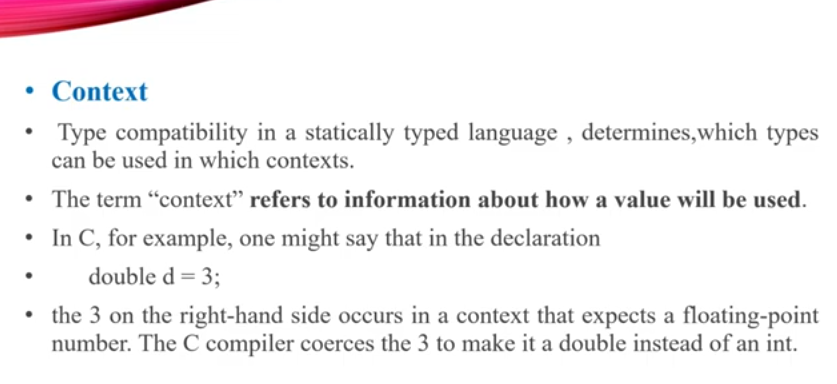 • Context
• Type compatibility in a statically typed language , determines,which types
can be used in which contexts.
• The term “context” refers to information about how a value will be used.
• In C, for example, one might say that in the declaration
• double d = 3;
• the 3 on the right-hand side occurs in a context that expects a floating-point
number. The C compiler coerces the 3 to make it a double instead of an int.